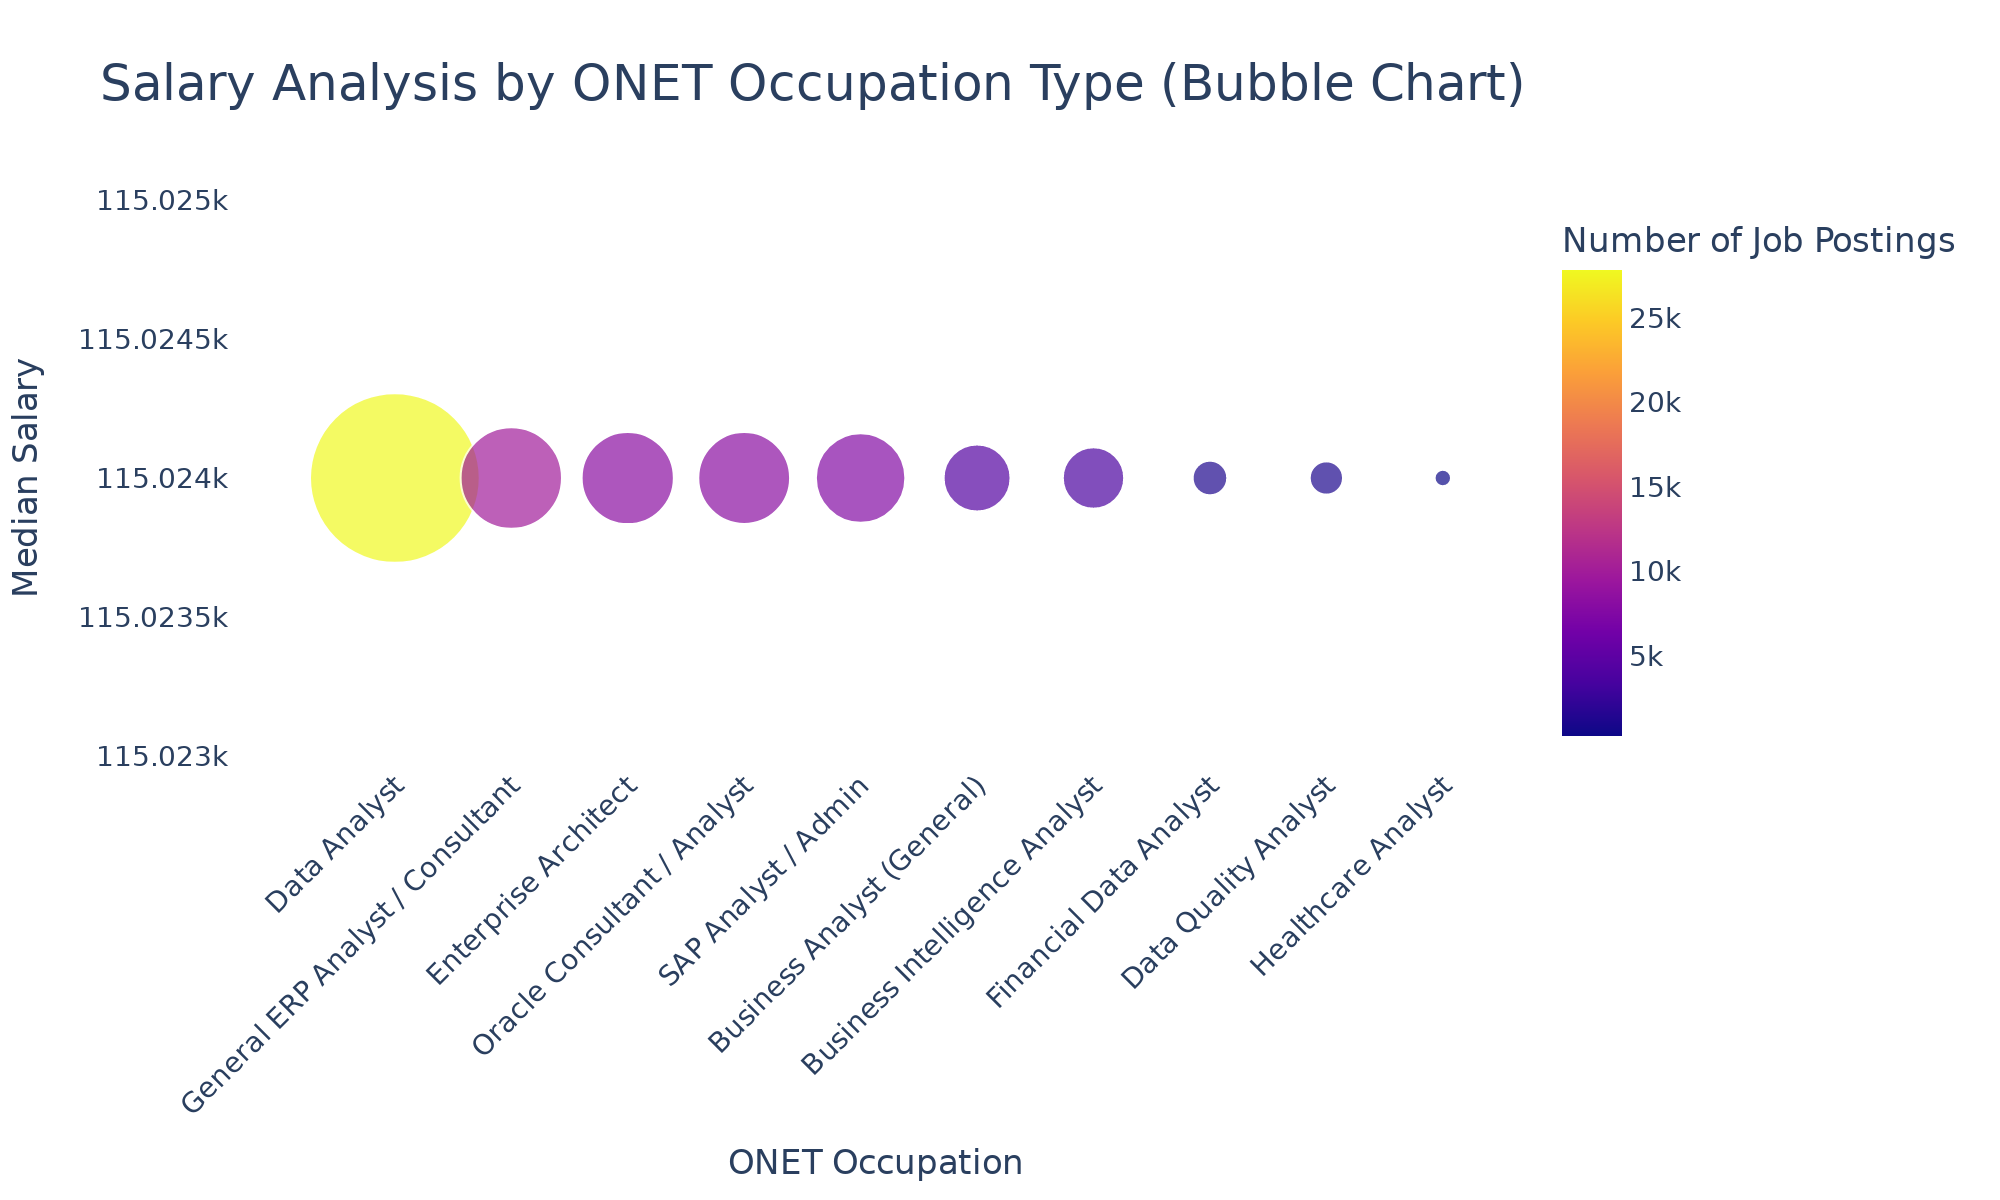 Salary Analysis by ONET Occupation Type (Bubble Chart)
115.025k
115.0245k
115.024k
115.0235k
115.023k
Median Salary
Data Analyst
General ERP Analyst / Consultant
Enterprise Architect
Oracle Consultant / Analyst
SAP Analyst / Admin
Business Analyst (General)
Business Intelligence Analyst
Financial Data Analyst
Data Quality Analyst
Healthcare Analyst
ONET Occupation
Number of Job Postings
25k
20k
15k
10k
5k